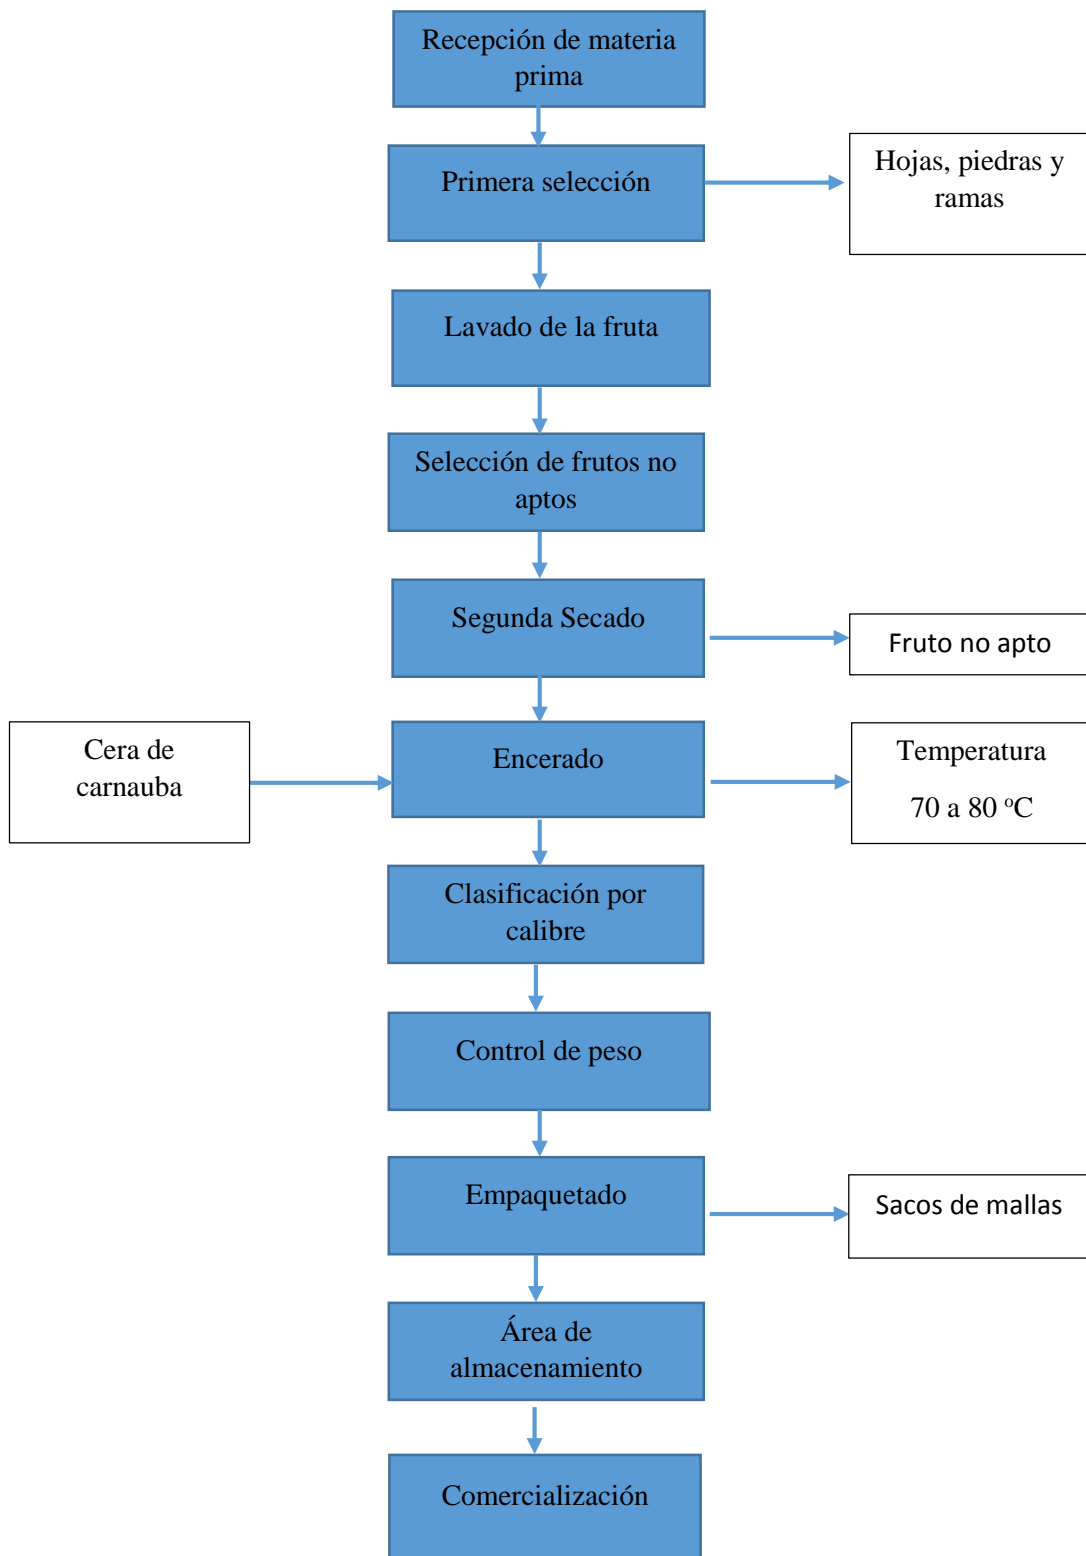 Recepción de materia
prima
Primera selección
Hojas, piedras y
ramas
Lavado de la fruta
Selección de frutos no
aptos
Segunda Secado
Fruto no apto
Cera de
carnauba
Encerado
Temperatura
70 a 80 ºC
Clasificación por
calibre
Control de peso
Empaquetado
Sacos de mallas
Área de
almacenamiento
Comercialización